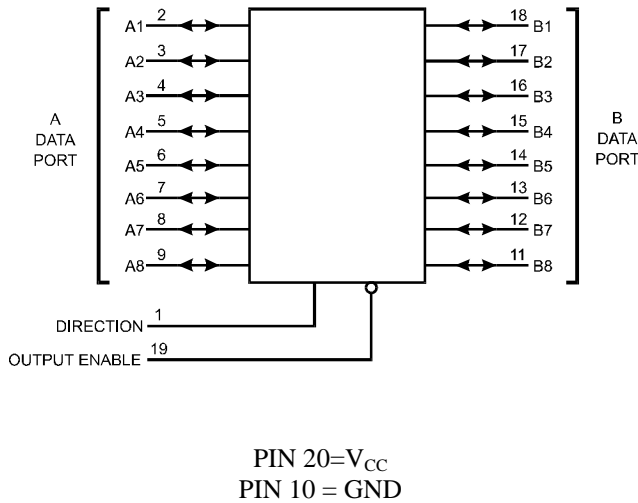 A1 2 18 B1
A2 3 17 B2
A3 4 16 B3
A4 5 15 B4
A5 6 14 B5
A6 7 13 B6
A7 8 12 B7
A8 9 11 B8
A
DATA
PORT
B
DATA
PORT
DIRECTION 1
OUTPUT ENABLE 19
PIN 20=VCC
PIN 10 = GND